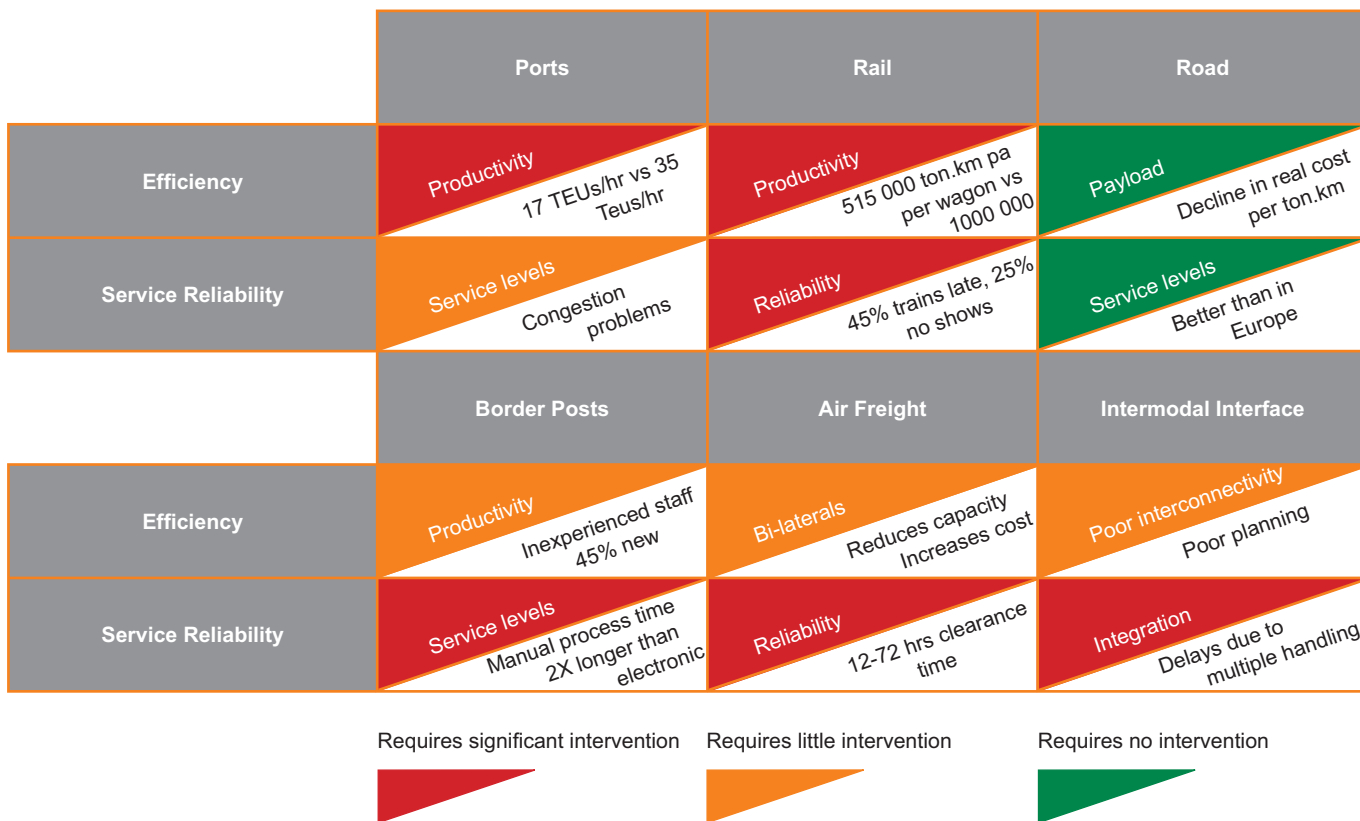 Ports
Rail
Road
Efficiency
Productivity
17 TEUs/hr vs 35
Teus/hr
Productivity
515 000 ton.km pa
per wagon vs
1000 000
Payload
Decline in real cost
per ton.km
Service Reliability
Service levels
Congestion
problems
Reliability
45% trains late, 25%
no shows
Service levels
Better than in
Europe
Border Posts
Air Freight
Intermodal Interface
Efficiency
Productivity
Inexperienced staff
45% new
Bi-laterals
Reduces capacity
Increases cost
Poor interconnectivity
Poor planning
Service Reliability
Service levels
Manual process time
2X longer than
electronic
Reliability
12-72 hrs clearance
time
Integration
Delays due to
multiple handling
Requires significant intervention
Requires little intervention
Requires no intervention